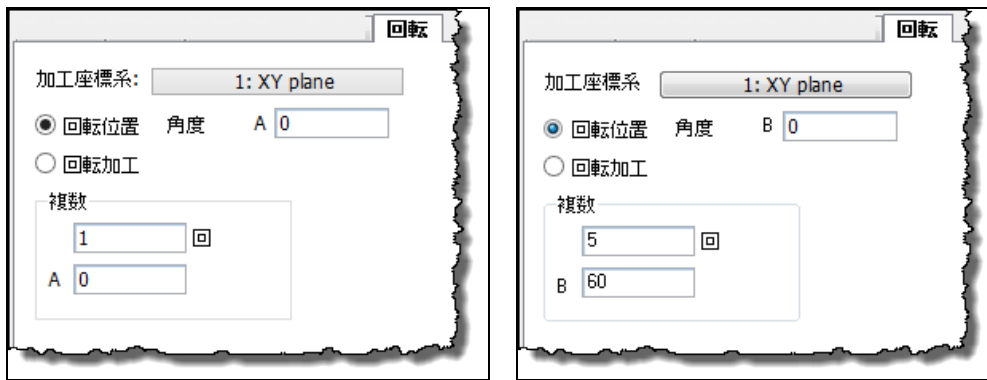 回転
加工座標系: 1: XY plane
回転位置 角度 A 0
回転加工
複数
1 回
A 0
回転
加工座標系 1: XY plane
回転位置 角度 B 0
回転加工
複数
5 回
B 60